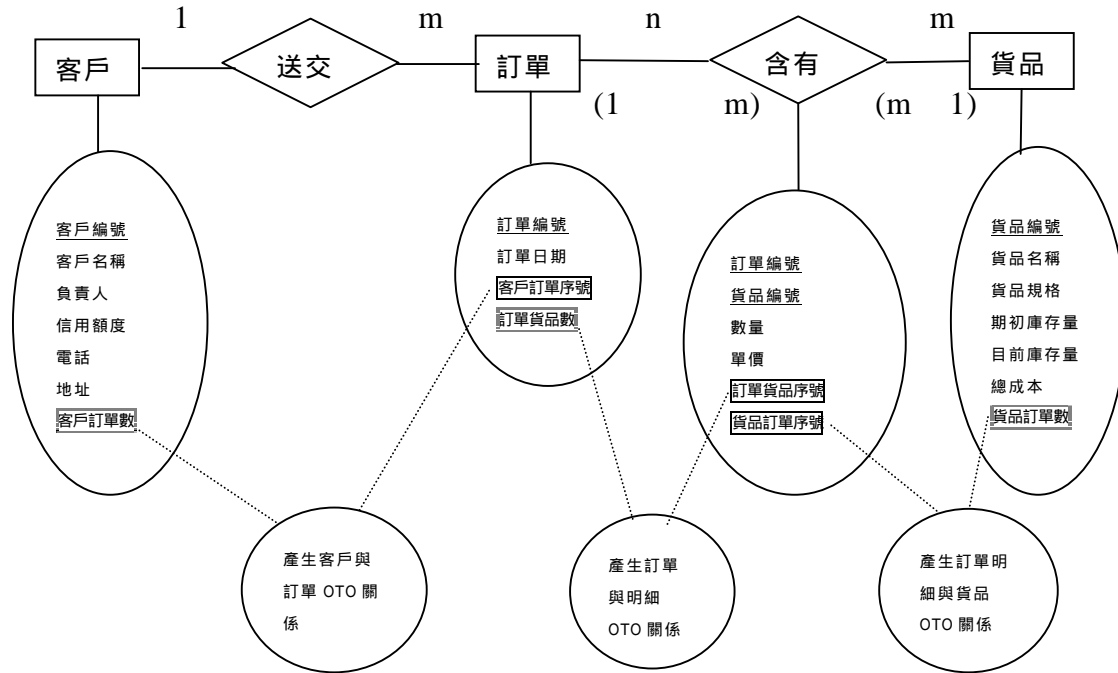 1
m
n
m
客戶
送交
訂單
含有
貨品
(1
m)
(m
1)
客戶編號
客戶名稱
負責人
信用額度
電話
地址
客戶訂單數
訂單編號
訂單日期
客戶訂單序號
訂單貨品數
訂單編號
貨品編號
數量
單價
訂單貨品序號
貨品訂單序號
貨品編號
貨品名稱
貨品規格
期初庫存量
目前庫存量
總成本
貨品訂單數
產生客戶與
訂單 OTO 關
係
產生訂單
與明細
OTO 關係
產生訂單明
細與貨品
OTO 關係